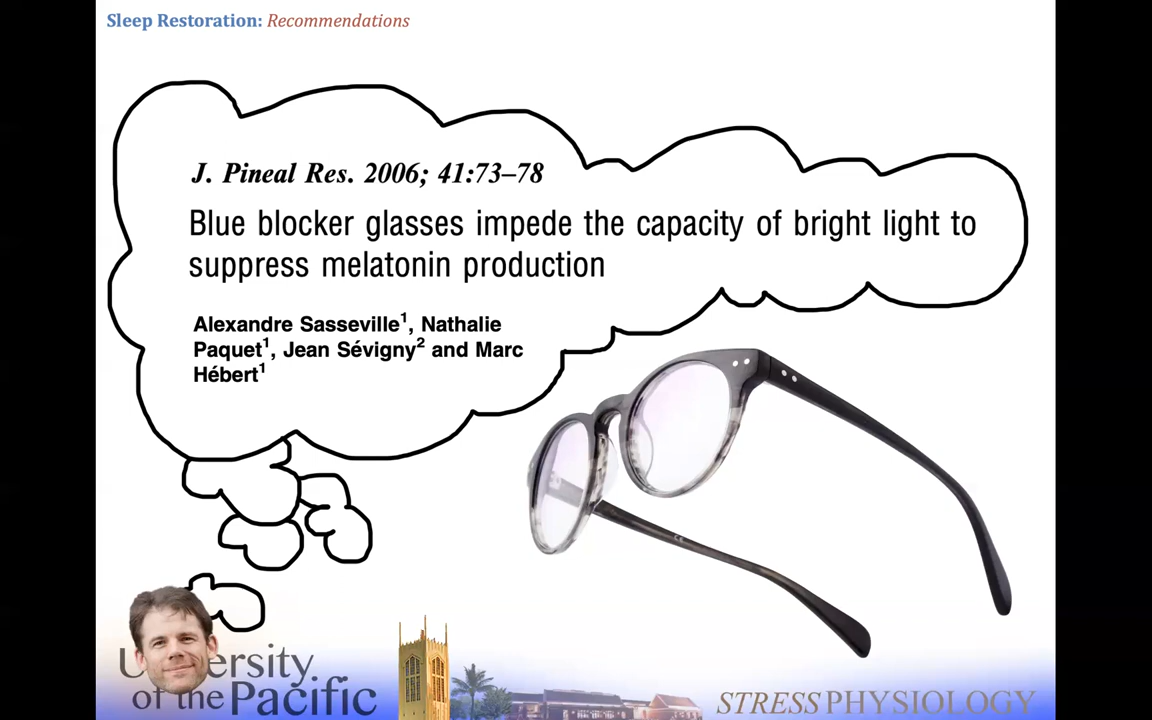 Sleep Restoration: Recommendations
J. Pineal Res. 2006; 41:73–78
Blue blocker glasses impede the capacity of bright light to
suppress melatonin production
Alexandre Sasseville¹, Nathalie
Paquet¹, Jean Sévigny² and Marc
Hébert¹
of the Pacific
STRESS PHYSIOLOGY